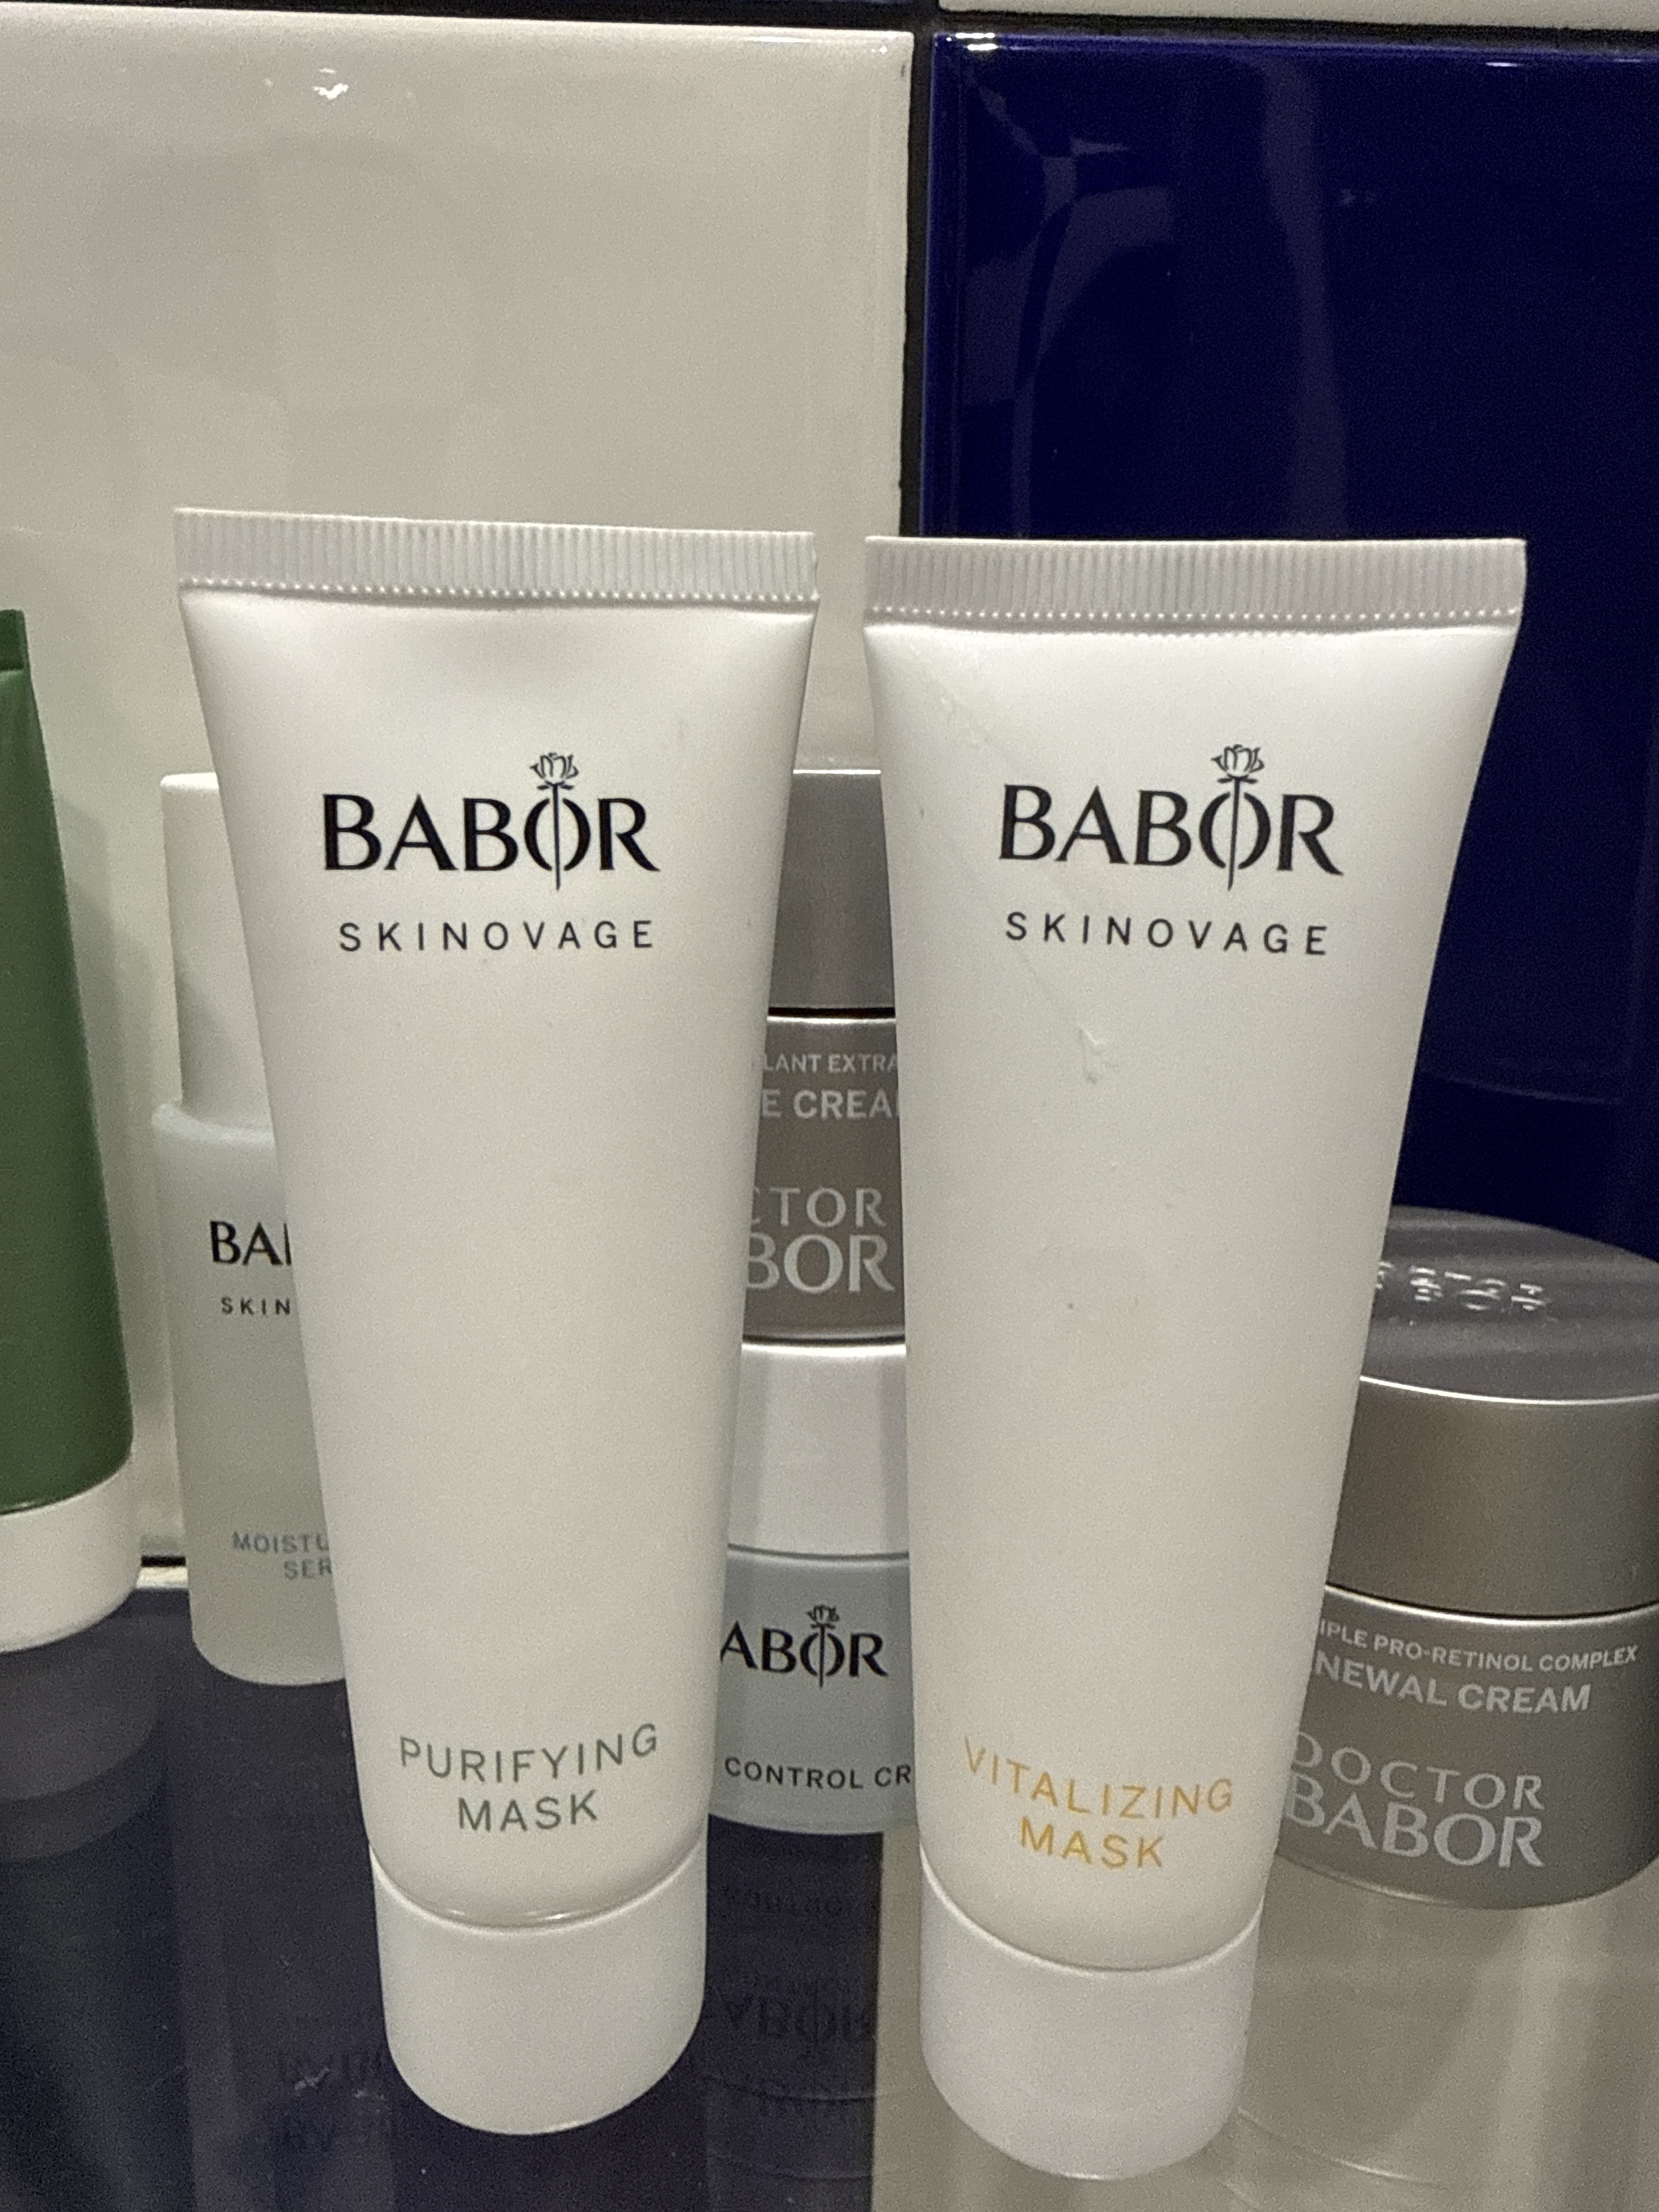 BABOR
SKINOVAGE
PURIFYING
MASK
BABOR
SKINOVAGE
VITALIZING
MASK
BA
SKIN
MOISTU
SER
LANT EXTRA
E CREA
CTOR
BOR
ABOR
CONTROL CR
IPLE PRO-RETINOL COMPLEX
NEWAL CREAM
DOCTOR
BABOR